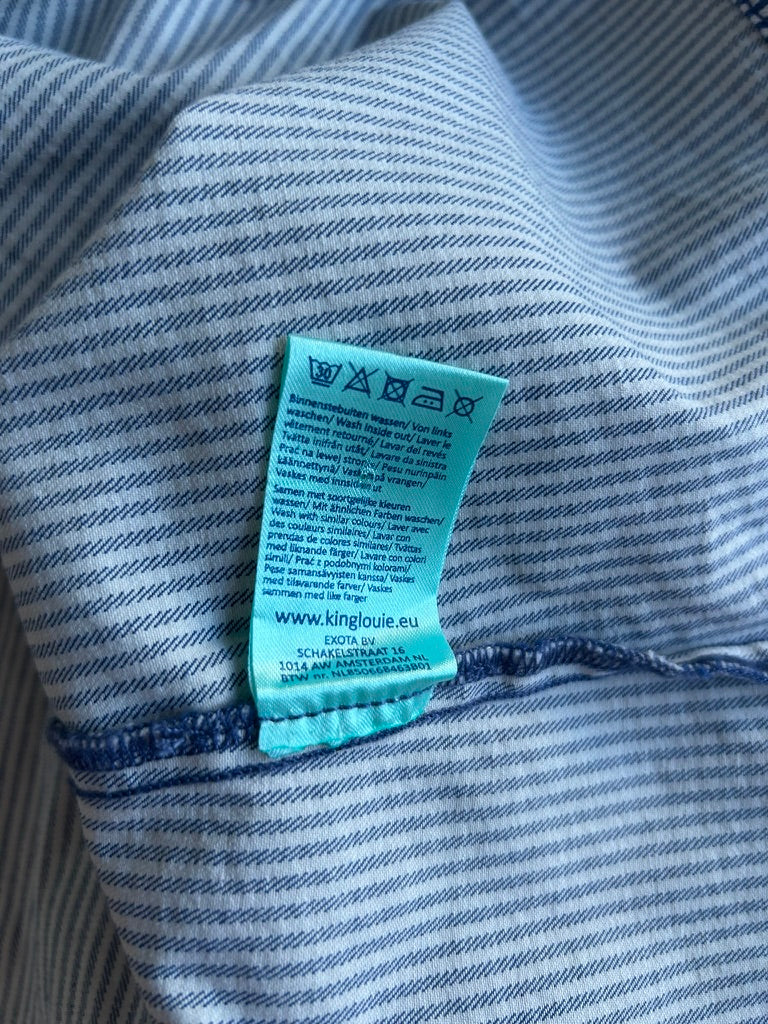 30
Binnenstebuiten wassen/ Von links
waschen/ Wash inside out/ Laver le
vêtement retourné/ Lavar del revés
Tvätta inifrån utåt/ Lavare da sinistra
Prać na lewej stronie/ Pesu nurinpäin
käännettynä/ Vaskes på vrangen/
Vaskes med innsiden ut
Samen met soortgelijke kleuren
wassen/ Mit ähnlichen Farben waschen/
Wash with similar colours/ Laver avec
des couleurs similaires/ Lavar con
prendas de colores similares/ Tvättas
med liknande färger/ Lavare con colori
simili/ Prać z podobnymi kolorami/
Pese samansävyisten kanssa/ Vaskes
med tilsvarende farver/ Vaskes
sammen med like farger
www.kinglouie.eu
EXOTA BV
SCHAKELSTRAAT 16
1014 AW AMSTERDAM NL
BTW nr. NL850668463B01